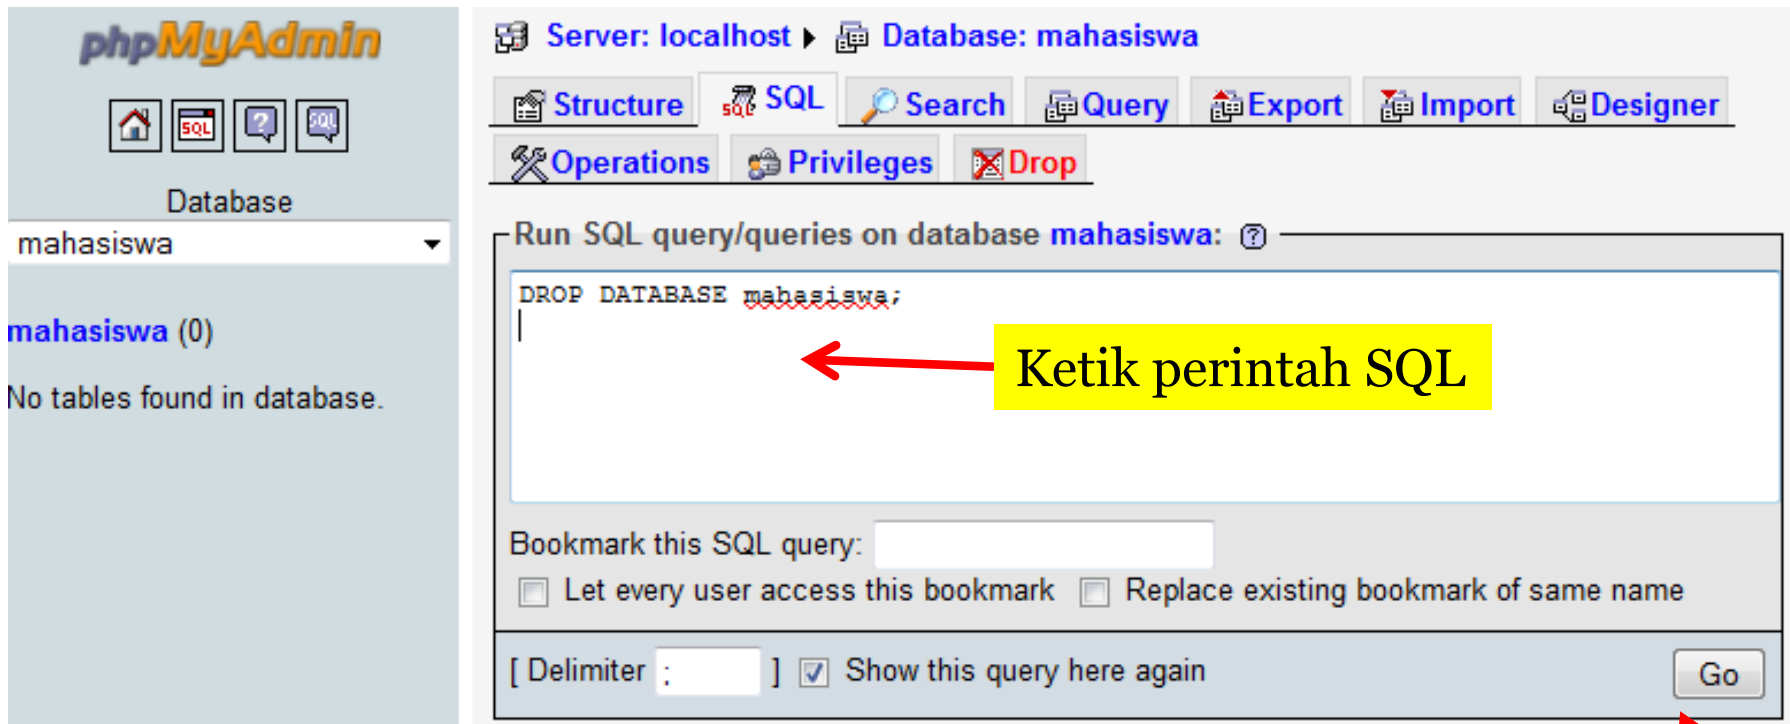 phpMyAdmin
SQL
SQL
Database
mahasiswa
mahasiswa (0)
No tables found in database.
Server: localhost Database: mahasiswa
Structure SQL SQL Search Query Export Import Designer
Operations Privileges Drop
Run SQL query/queries on database mahasiswa:
DROP DATABASE mahasiswa;
Ketik perintah SQL
Bookmark this SQL query:
Let every user access this bookmark Replace existing bookmark of same name
[ Delimiter ; ] Show this query here again Go